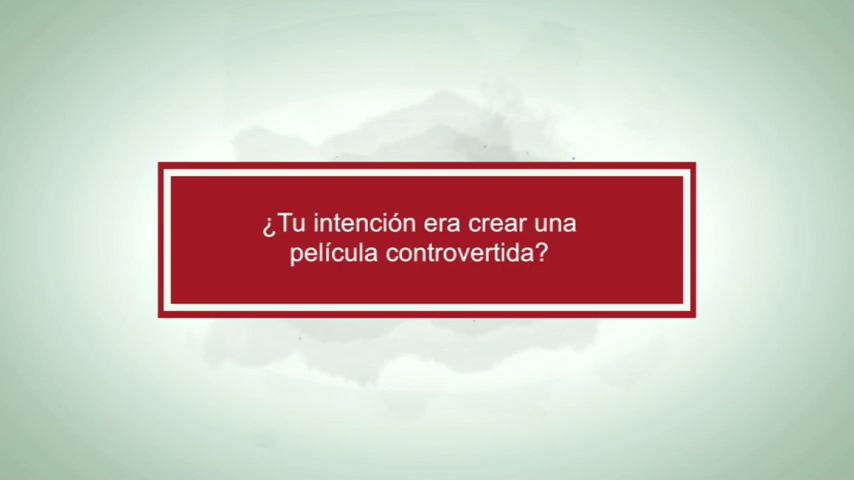 ¿Tu intención era crear una
película controvertida?